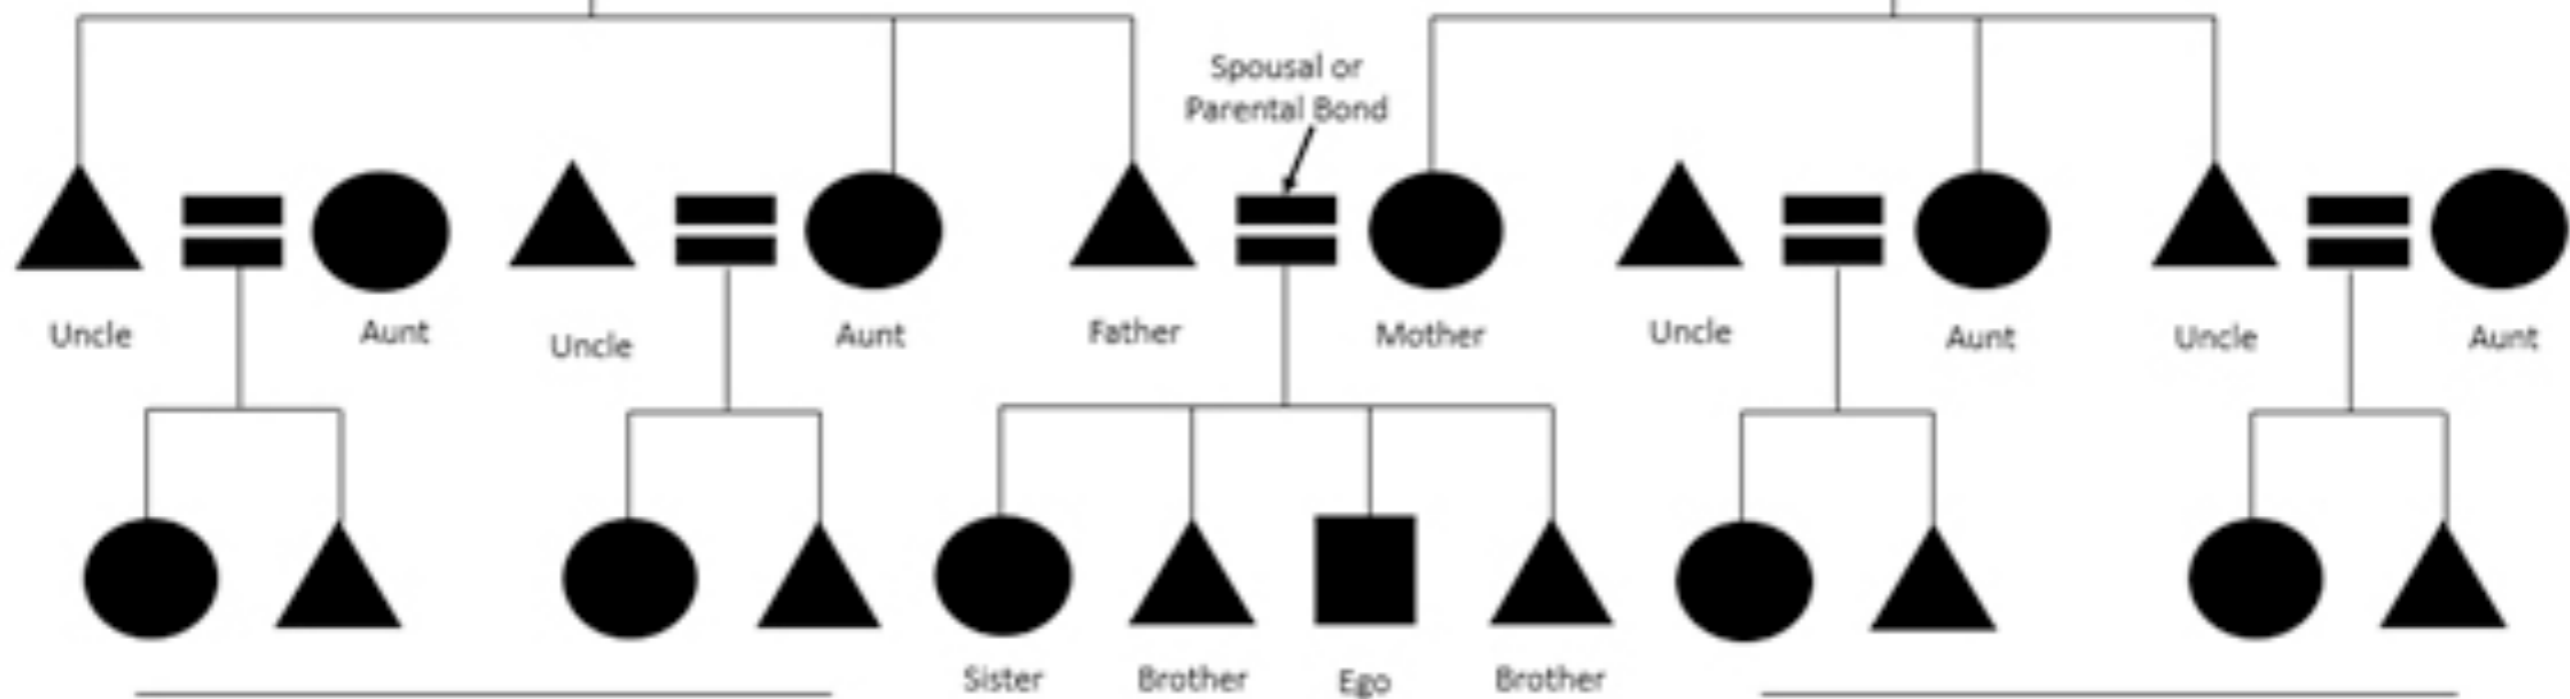 Spousal or
Parental Bond
Uncle Aunt Uncle Aunt Father Mother Uncle Aunt Uncle Aunt
Sister Brother Ego Brother